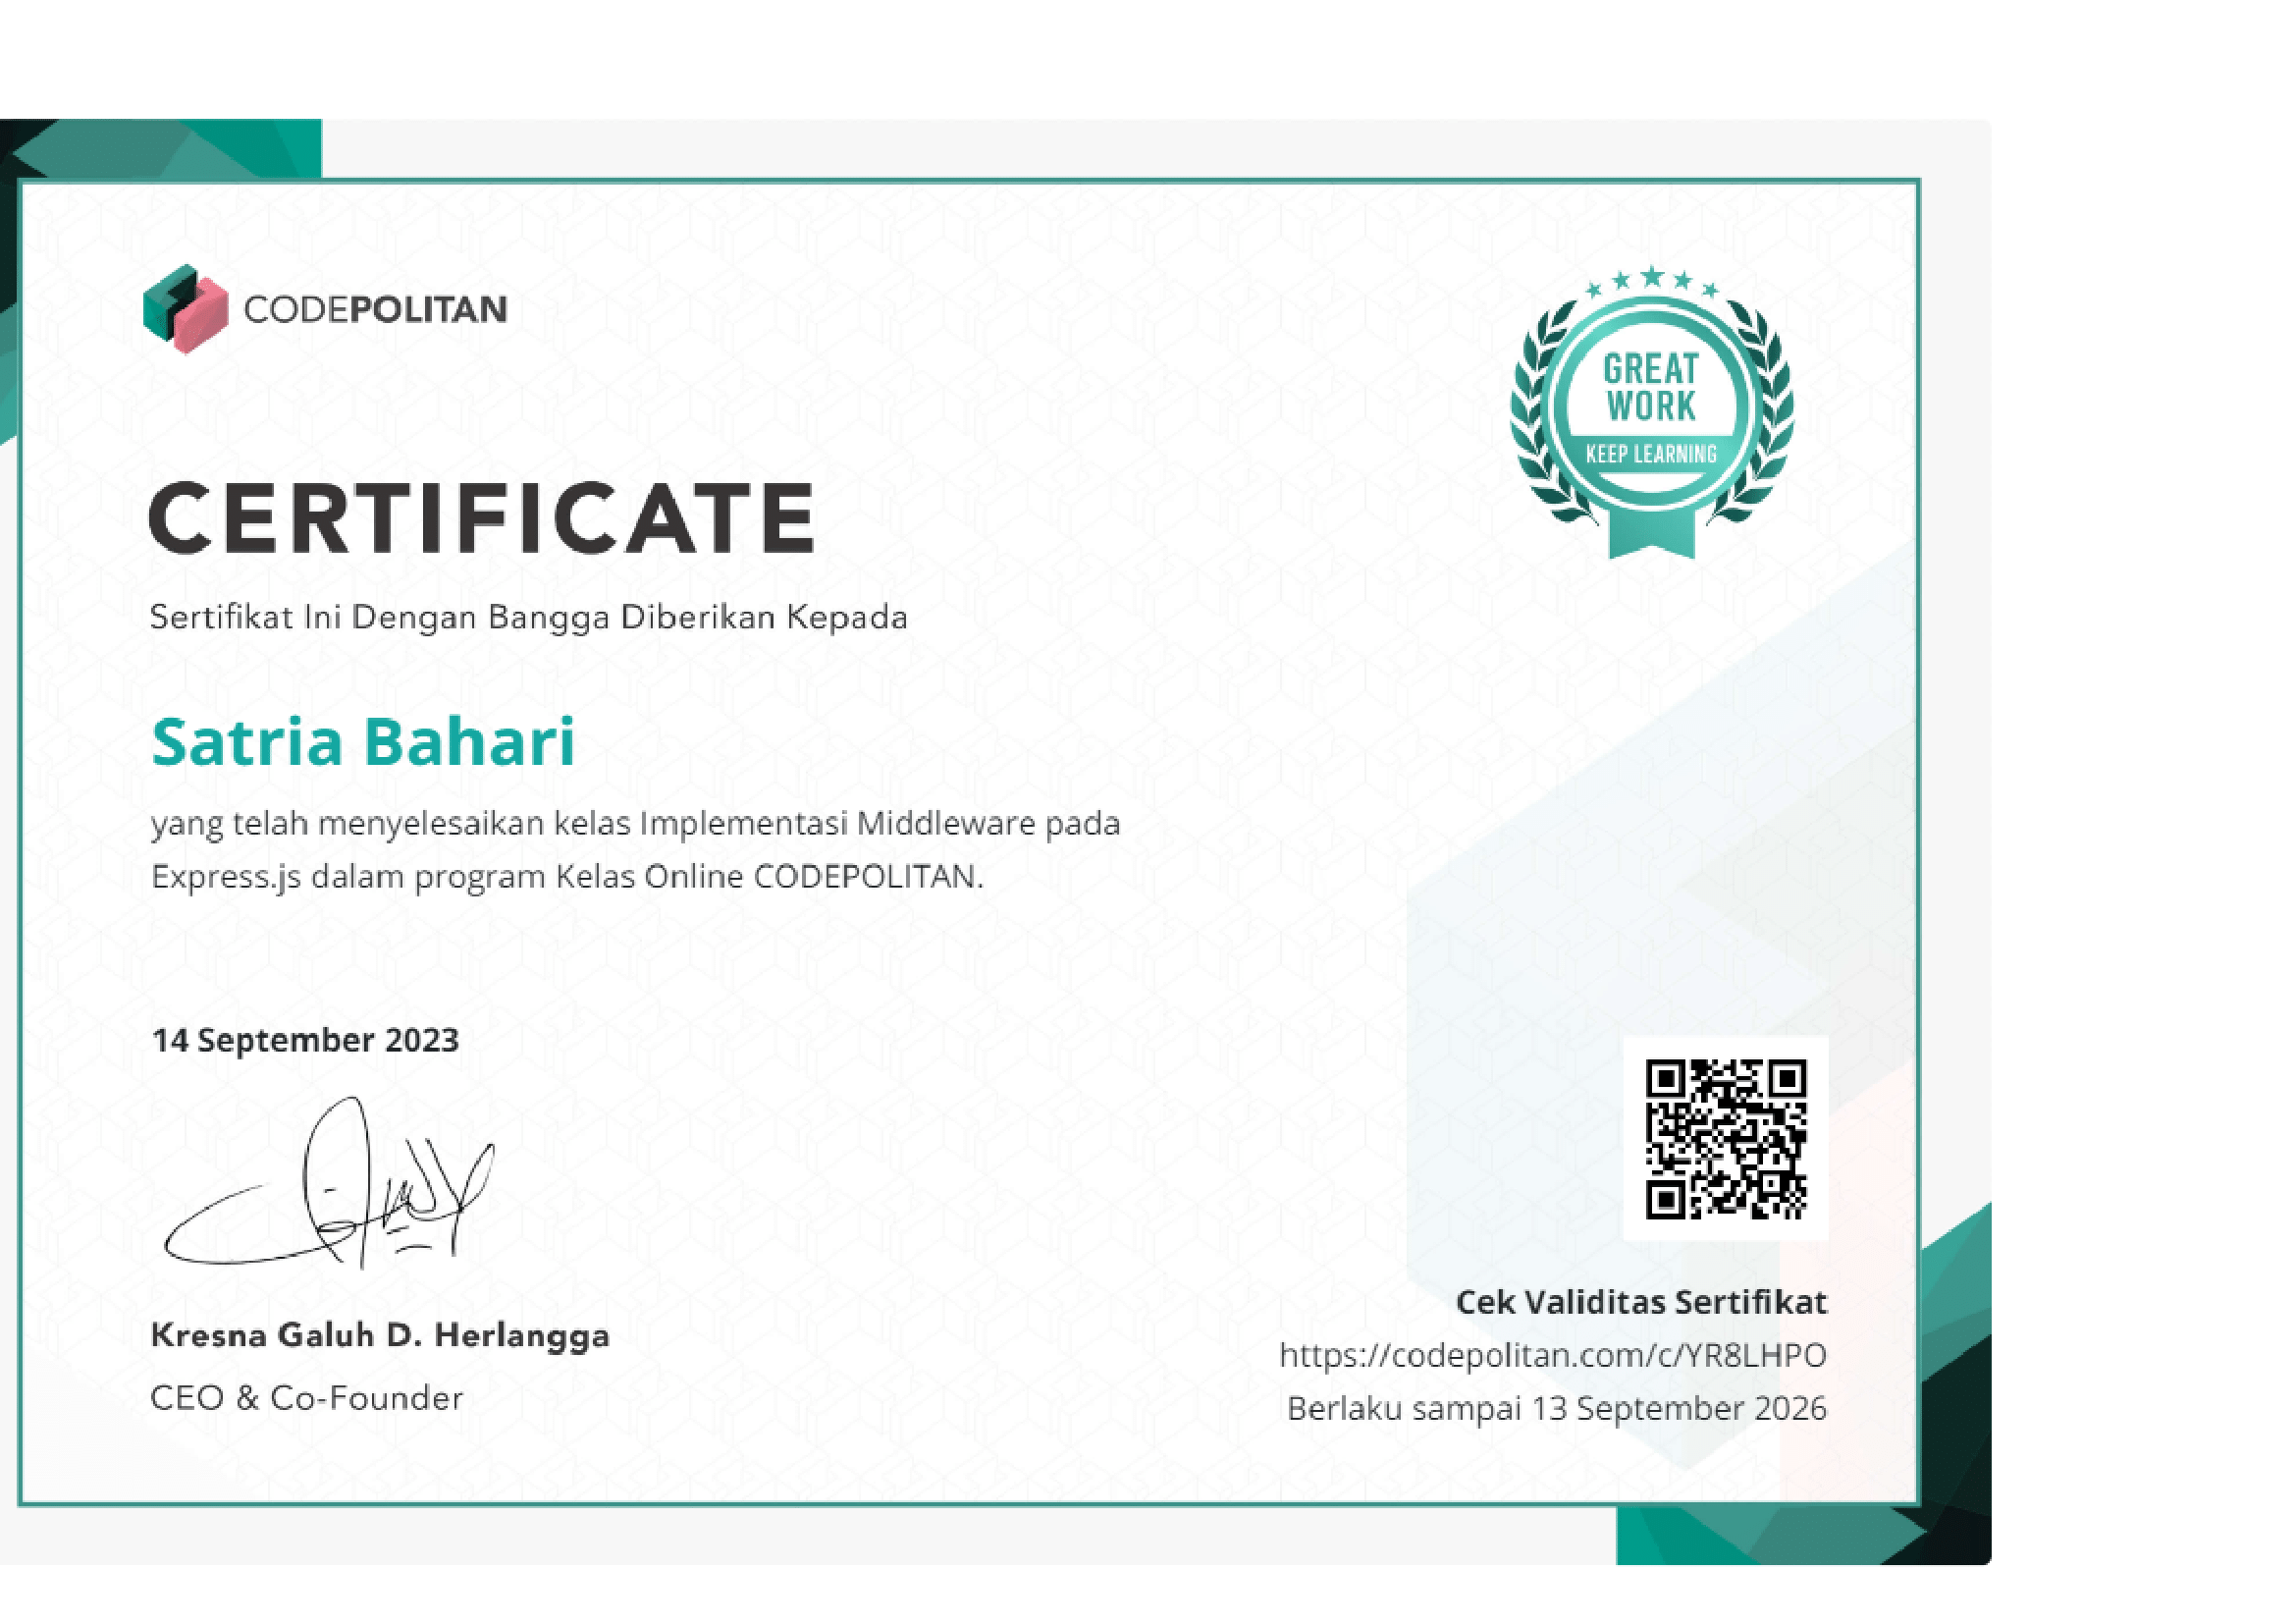 CODEPOLITAN
GREAT
WORK
KEEP LEARNING
CERTIFICATE
Sertifikat Ini Dengan Bangga Diberikan Kepada
Satria Bahari
yang telah menyelesaikan kelas Implementasi Middleware pada
Express.js dalam program Kelas Online CODEPOLITAN.
14 September 2023
Kresna Galuh D. Herlangga
CEO & Co-Founder
Cek Validitas Sertifikat
https://codepolitan.com/c/YR8LHPO
Berlaku sampai 13 September 2026